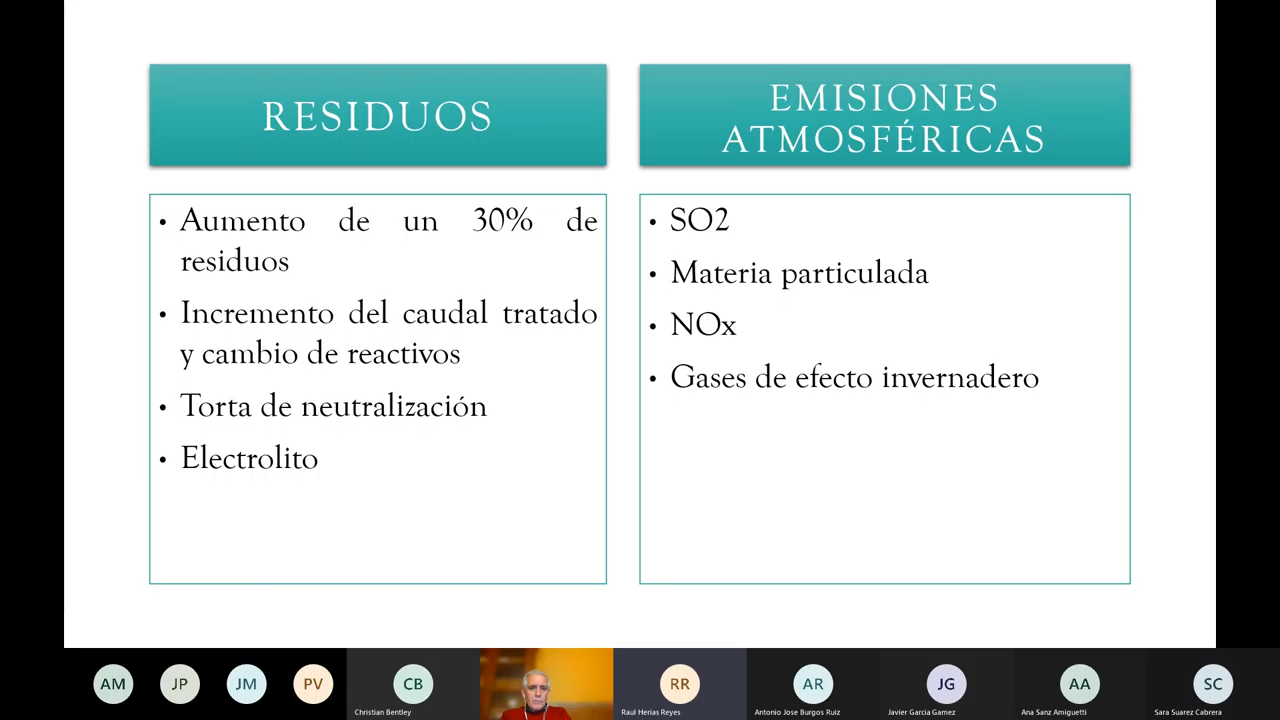 RESIDUOS
• Aumento de un 30% de
residuos
• Incremento del caudal tratado
y cambio de reactivos
• Torta de neutralización
• Electrolito
EMISIONES
ATMOSFÉRICAS
• SO2
• Materia particulada
• NOx
• Gases de efecto invernadero
AM
JP
JM
PV
CB
Christian Bentley
RR
Raul Herias Reyes
AR
Antonio Jose Burgos Ruiz
JG
Javier Garcia Gamez
AA
Ana Sanz Amiguetti
SC
Sara Suarez Cabrera